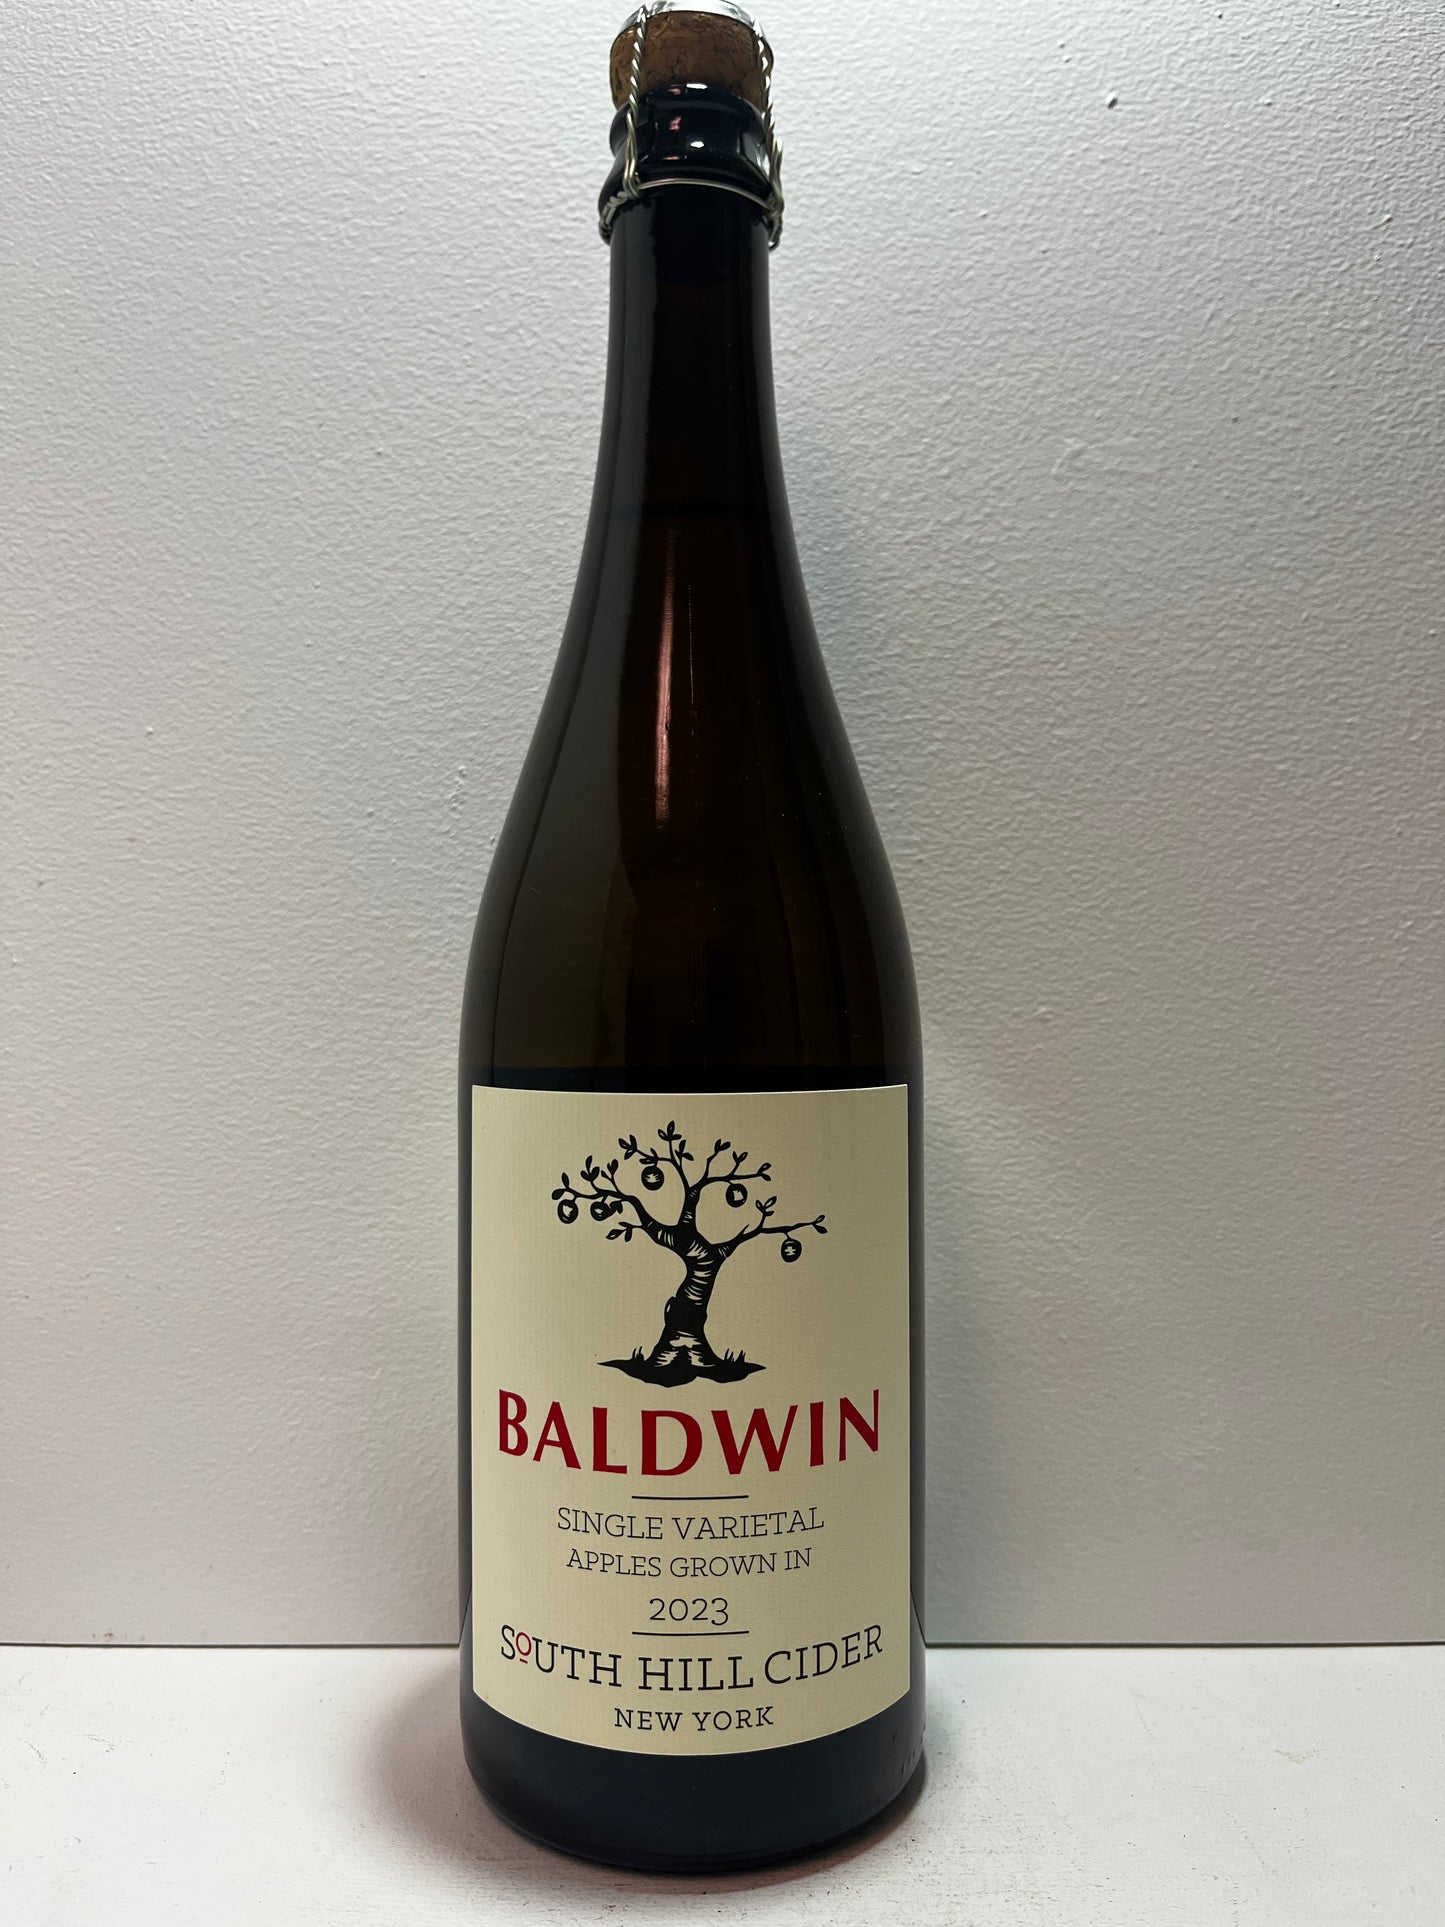 BALDWIN
SINGLE VARIETAL
APPLES GROWN IN
2023
SOUTH HILL CIDER
NEW YORK